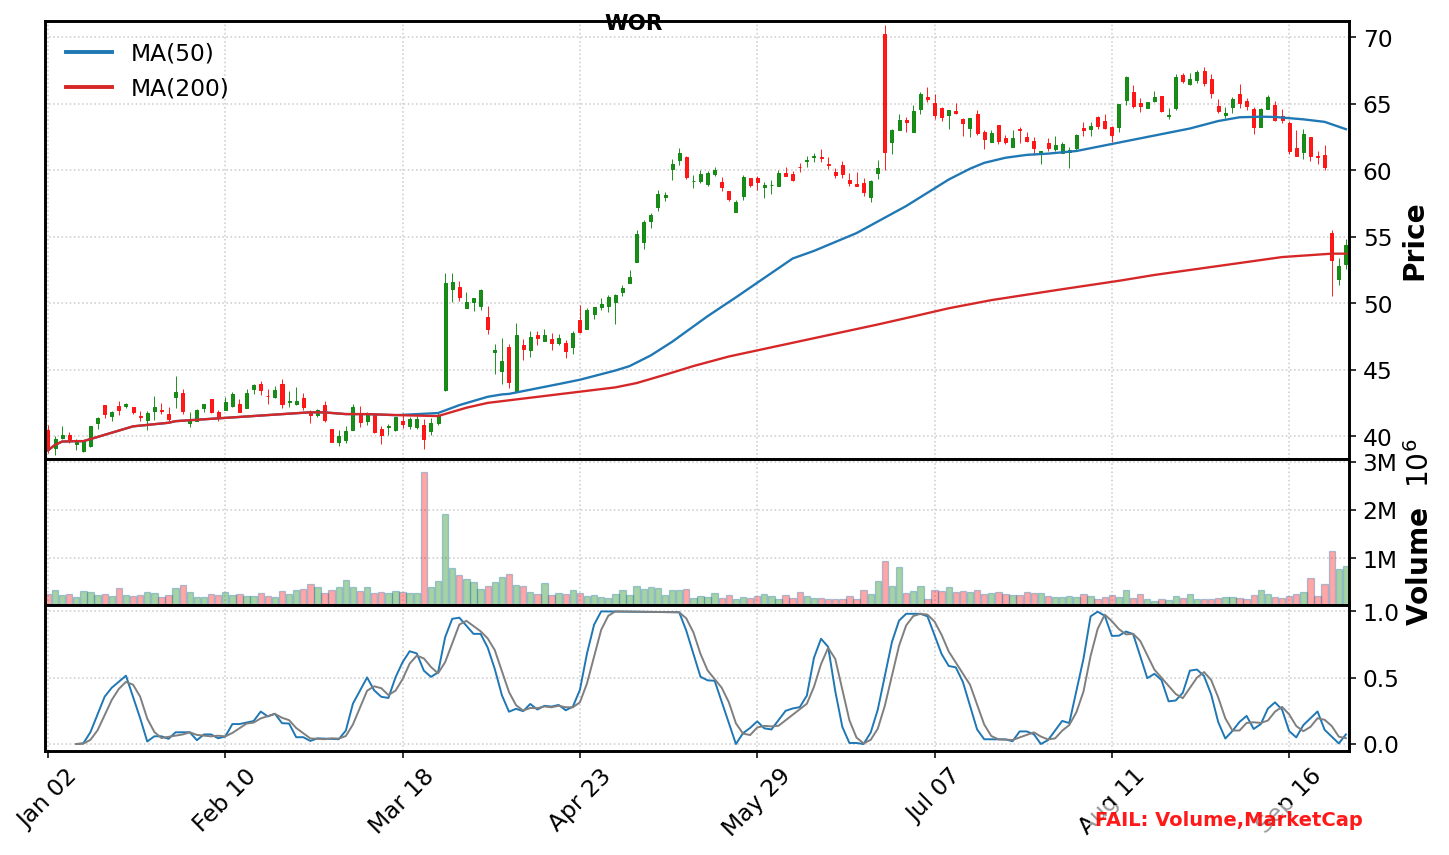 WOR
MA(50)
MA(200)
70
65
60
55
50
45
40
Price
3M
2M
1M
Volume 10^6
1.0
0.5
0.0
Jan 02
Feb 10
Mar 18
Apr 23
May 29
Jul 07
Aug 11
Sep 16
FAIL: Volume,MarketCap